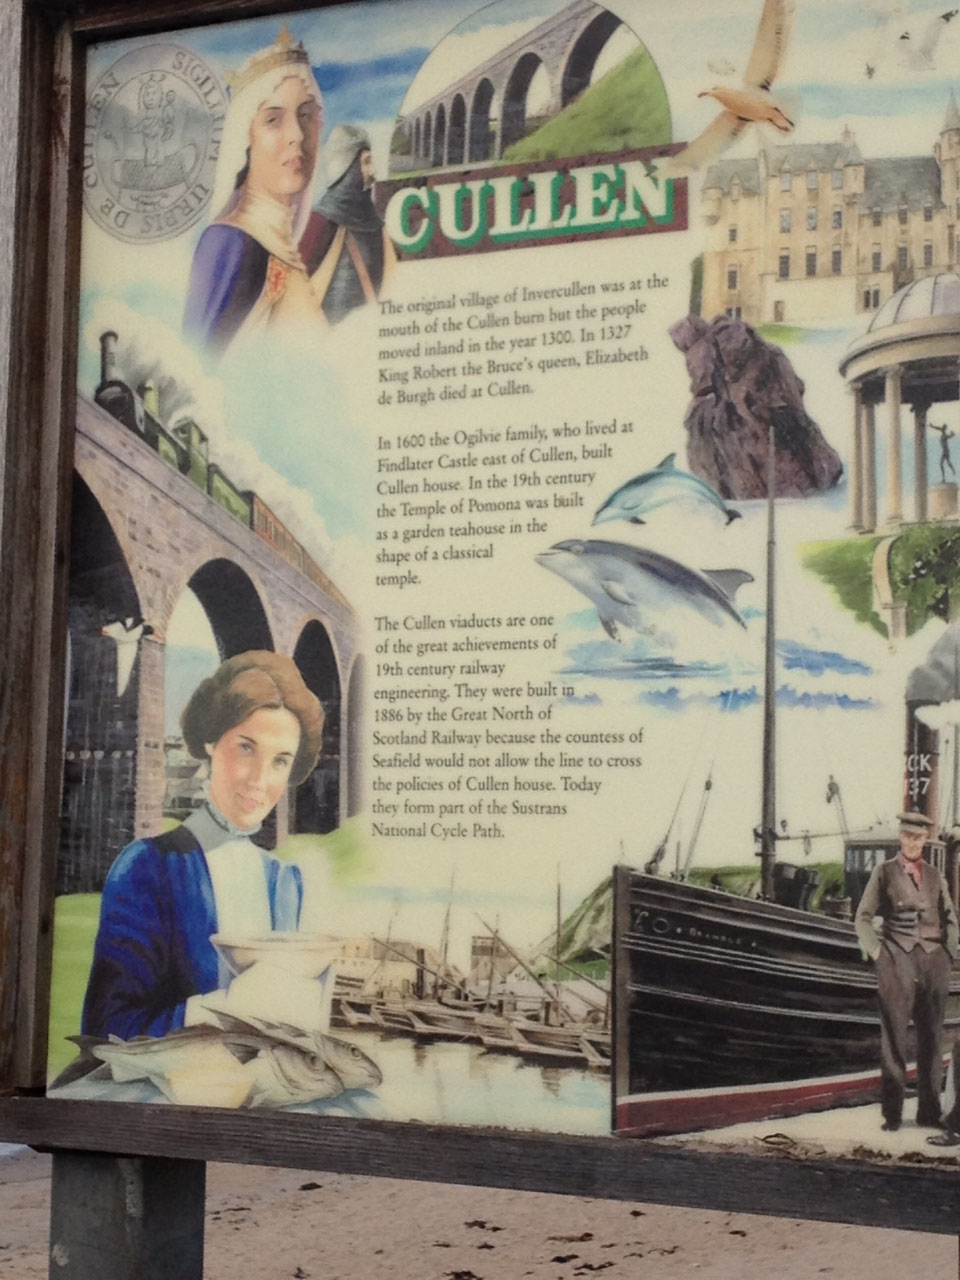 SIGILLUM URBIS DE CULLEN
CULLEN
The original village of Invercullen was at the
mouth of the Cullen burn but the people
moved inland in the year 1300. In 1327
King Robert the Bruce's queen, Elizabeth
de Burgh died at Cullen.
In 1600 the Ogilvie family, who lived at
Findlater Castle east of Cullen, built
Cullen house. In the 19th century
the Temple of Pomona was built
as a garden teahouse in the
shape of a classical
temple.
The Cullen viaducts are one
of the great achievements of
19th century railway
engineering. They were built in
1886 by the Great North of
Scotland Railway because the countess of
Seafield would not allow the line to cross
the policies of Cullen house. Today
they form part of the Sustrans
National Cycle Path.
CK
37
BRAMBLE